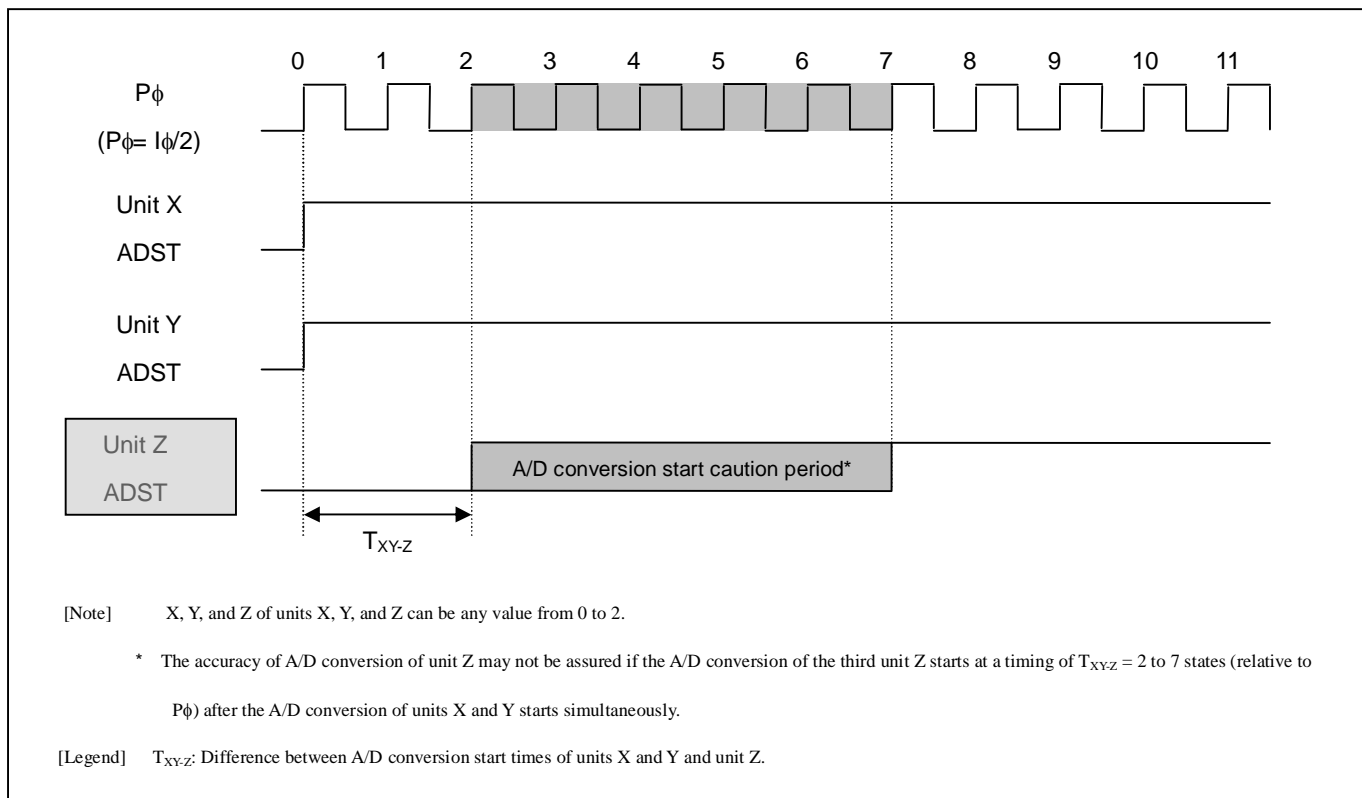 0 1 2 3 4 5 6 7 8 9 10 11
Pϕ
(Pϕ= Iϕ/2)
Unit X
ADST
Unit Y
ADST
Unit Z
ADST
A/D conversion start caution period*
TXY-Z
[Note] X, Y, and Z of units X, Y, and Z can be any value from 0 to 2.
* The accuracy of A/D conversion of unit Z may not be assured if the A/D conversion of the third unit Z starts at a timing of TXY-Z = 2 to 7 states (relative to
Pϕ) after the A/D conversion of units X and Y starts simultaneously.
[Legend] TXY-Z: Difference between A/D conversion start times of units X and Y and unit Z.